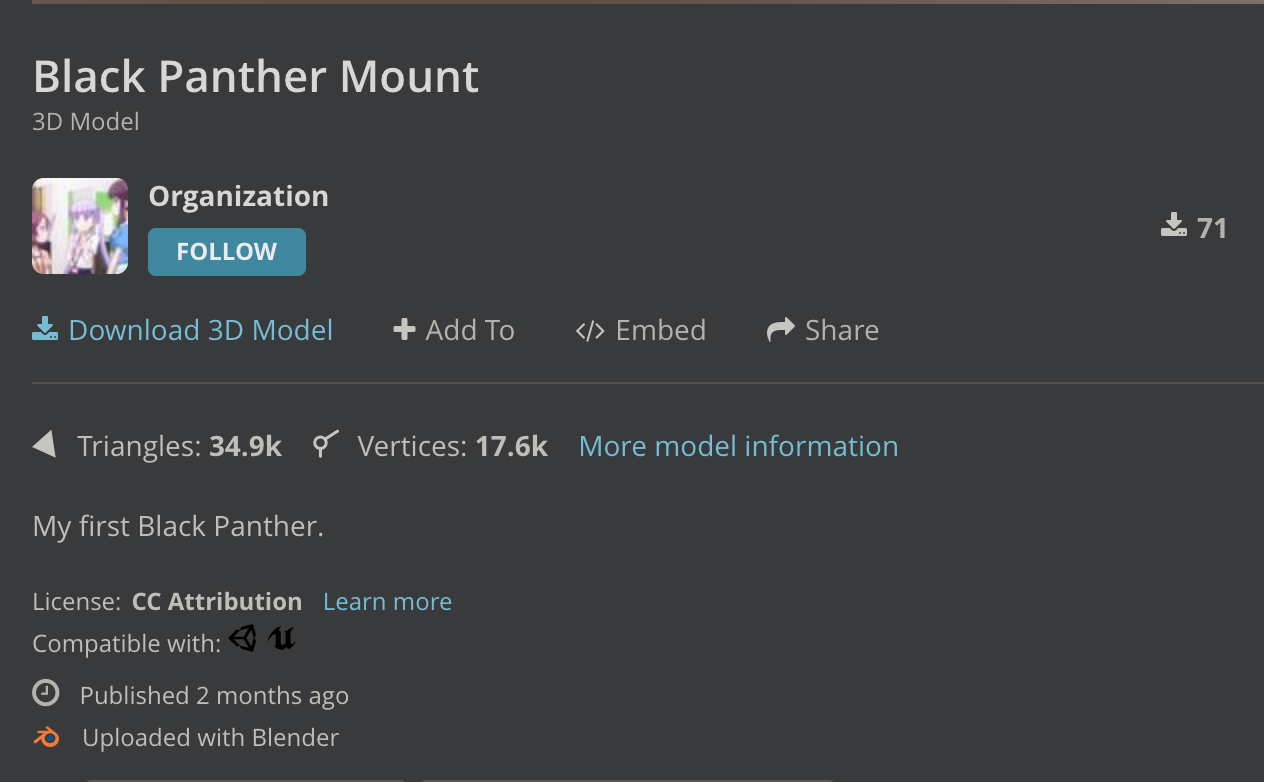 Black Panther Mount
3D Model
Organization
FOLLOW
71
Download 3D Model Add To Embed Share
Triangles: 34.9k Vertices: 17.6k More model information
My first Black Panther.
License: CC Attribution Learn more
Compatible with:
Published 2 months ago
Uploaded with Blender